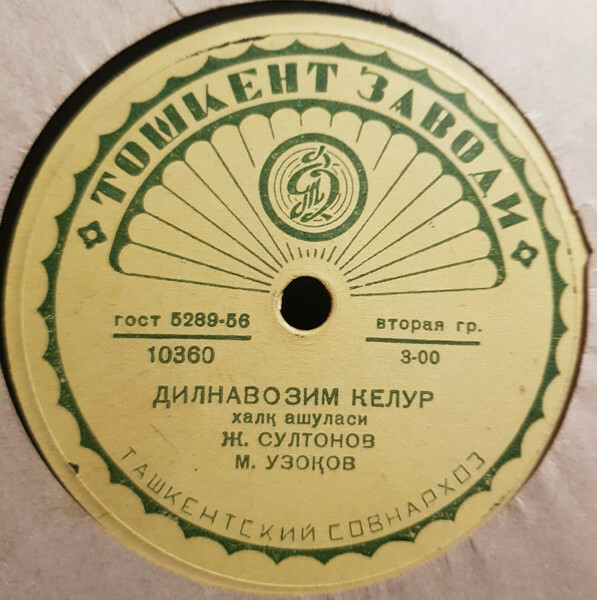 ТОШКЕНТ ЗАВОДИ
гост 5289-56
вторая гр.
10360
3-00
ДИЛНАВОЗИМ КЕЛУР
халқ ашуласи
Ж. СУЛТОНОВ
М. УЗОҚОВ
ТАШКЕНТСКИЙ СОВНАРХОЗ